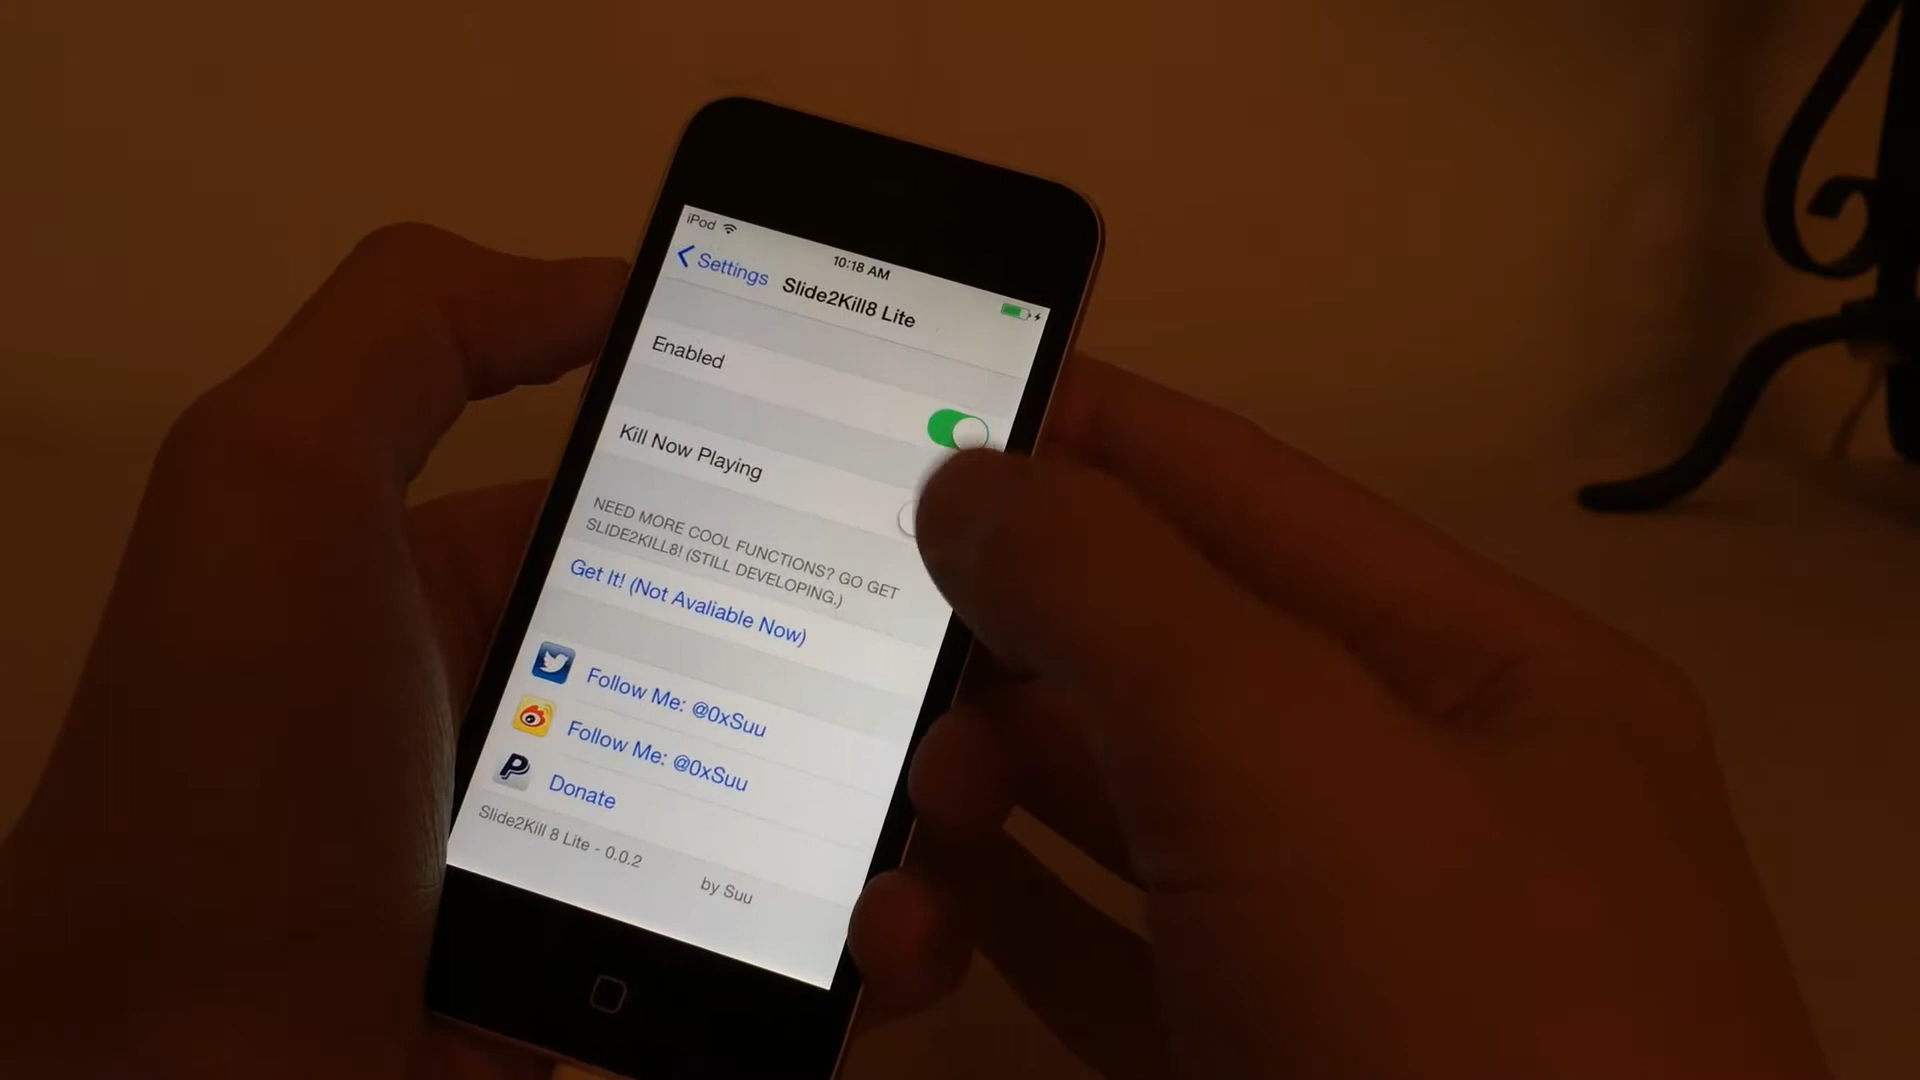 iPod
10:18 AM
Settings
Slide2Kill8 Lite
Enabled
Kill Now Playing
NEED MORE COOL FUNCTIONS? GO GET
SLIDE2KILL8! (STILL DEVELOPING.)
Get It! (Not Avaliable Now)
Follow Me: @0xSuu
Follow Me: @0xSuu
Donate
Slide2Kill 8 Lite - 0.0.2
by Suu